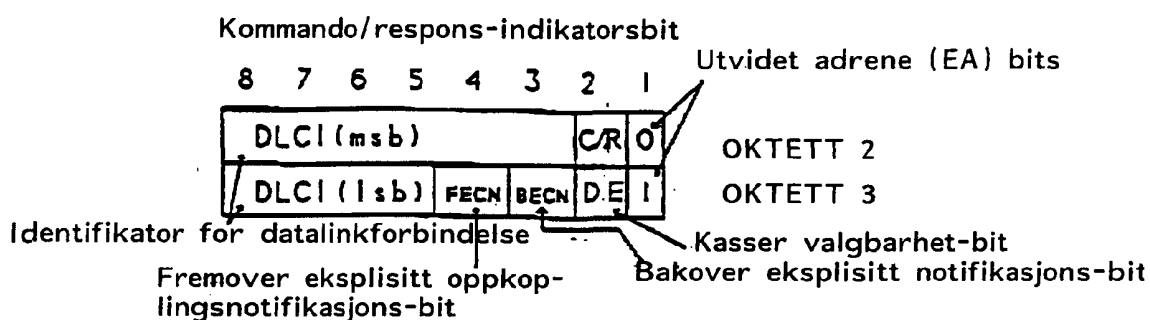 Kommando/respons-indikatorsbit
Utvidet adrene (EA) bits
8 7 6 5 4 3 2 1
DLCI (msb) C/R 0 OKTETT 2
DLCI (lsb) FECN BECN D.E 1 OKTETT 3
Identifikator for datalinkforbindelse
Kasser valgbarhet-bit
Fremover eksplisitt oppkop-
lingsnotifikasjons-bit
Bakover eksplisitt notifikasjons-bit